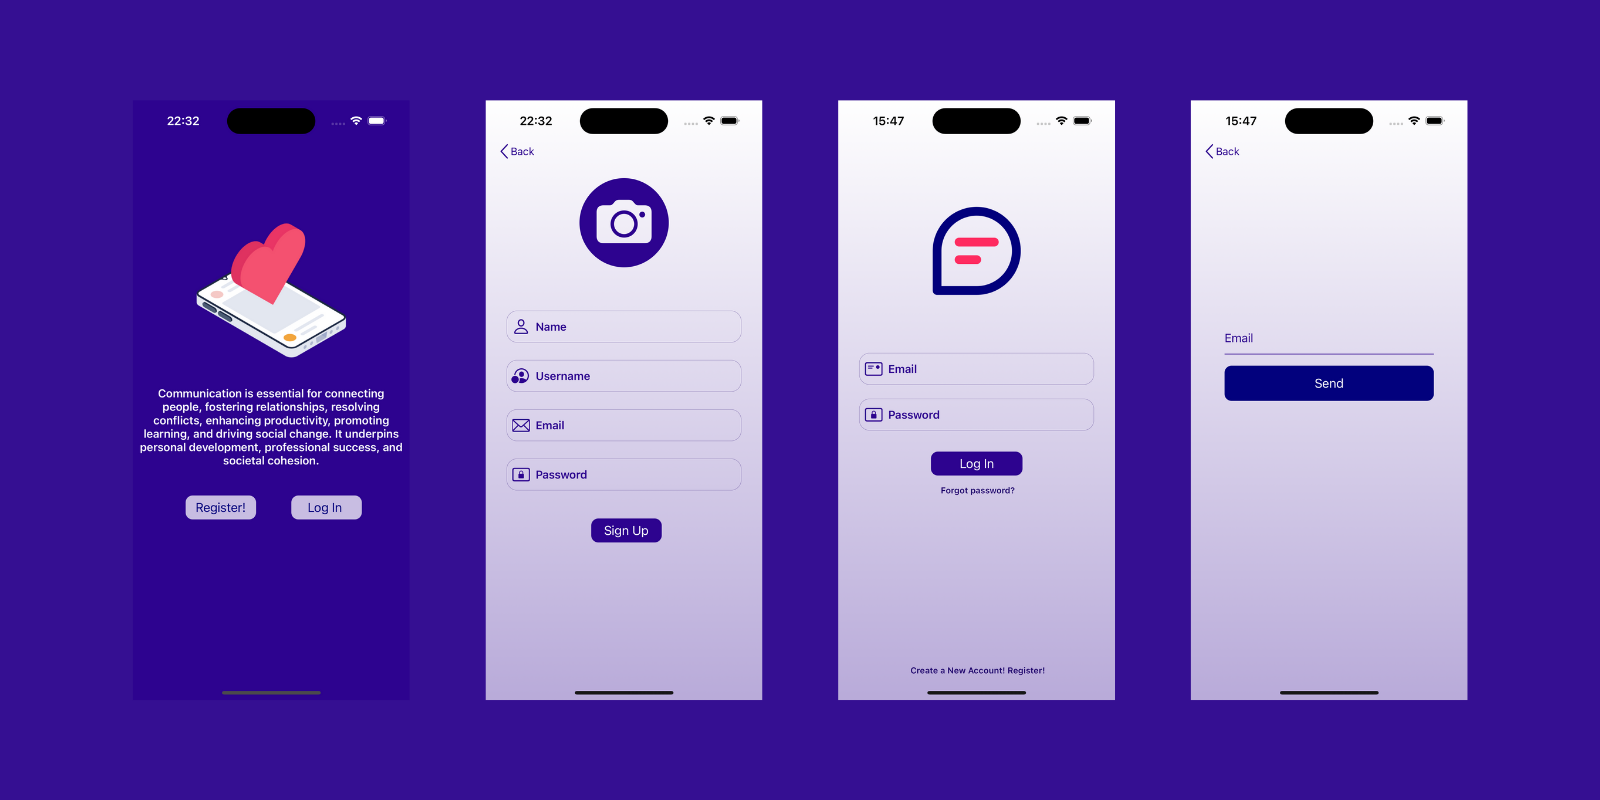 22:32
Communication is essential for connecting
people, fostering relationships, resolving
conflicts, enhancing productivity, promoting
learning, and driving social change. It underpins
personal development, professional success, and
societal cohesion.
Register!
Log In
22:32
Back
Name
Username
Email
Password
Sign Up
15:47
Email
Password
Log In
Forgot password?
Create a New Account! Register!
15:47
Back
Email
Send